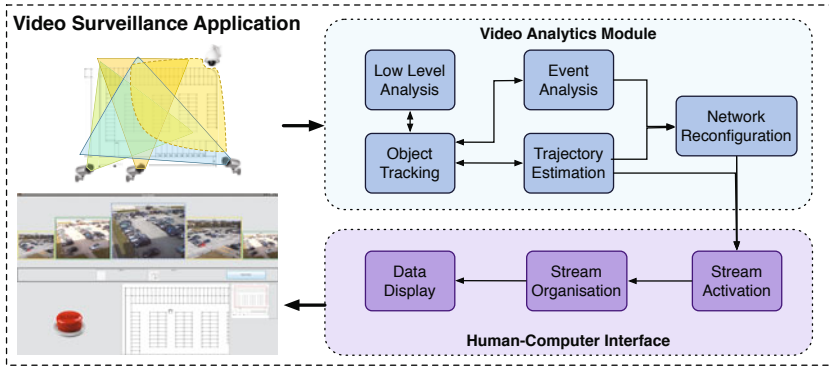 Video Surveillance Application
Video Analytics Module
Low Level
Analysis
Event
Analysis
Network
Reconfiguration
Object
Tracking
Trajectory
Estimation
Data
Display
Stream
Organisation
Stream
Activation
Human-Computer Interface